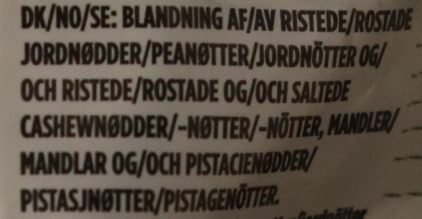 DK/NO/SE: BLANDNING AF/AV RISTEDE/ROSTADE
JORDNØDDER/PEANØTTER/JORDNÖTTER OG/
OCH RISTEDE/ROSTADE OG/OCH SALTEDE
CASHEWNØDDER/-NØTTER/-NÖTTER, MANDLER/
MANDLAR OG/OCH PISTACIENØDDER/
PISTASJNØTTER/PISTAGENÖTTER.